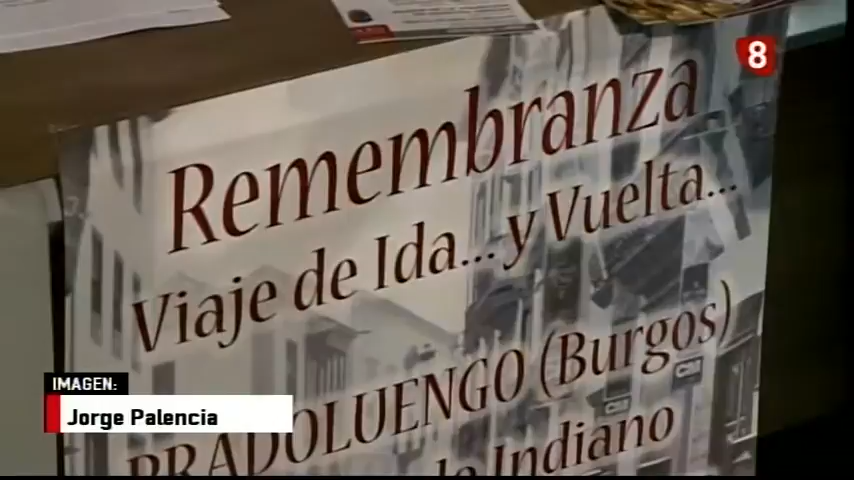 8
Remembranza
Viaje de Ida... y Vuelta...
PRADOLUENGO (Burgos)
Indiano
IMAGEN:
Jorge Palencia